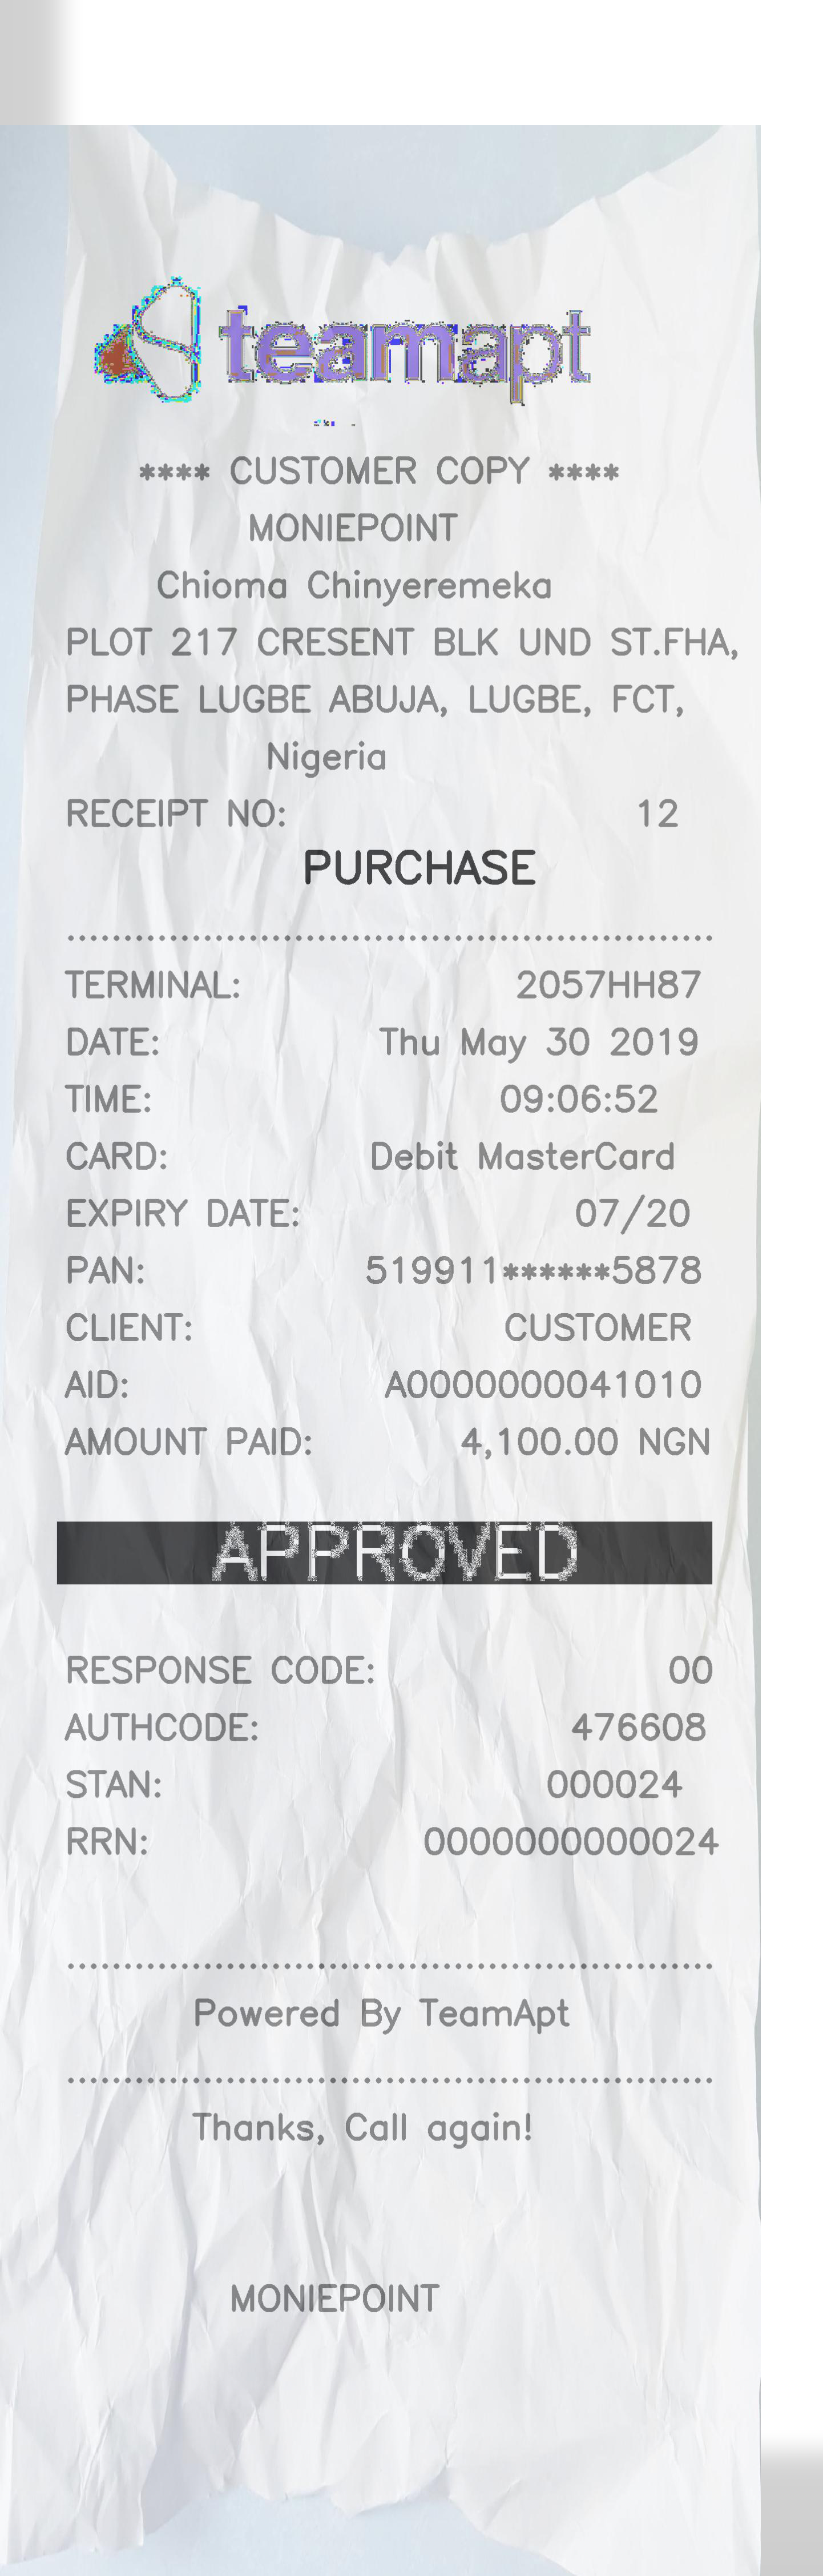 teamapt
**** CUSTOMER COPY ****
MONIEPOINT
Chioma Chinyeremeka
PLOT 217 CRESENT BLK UND ST.FHA,
PHASE LUGBE ABUJA, LUGBE, FCT,
Nigeria
RECEIPT NO: 12
PURCHASE
TERMINAL: 2057HH87
DATE: Thu May 30 2019
TIME: 09:06:52
CARD: Debit MasterCard
EXPIRY DATE: 07/20
PAN: 519911******5878
CLIENT: CUSTOMER
AID: A0000000041010
AMOUNT PAID: 4,100.00 NGN
APPROVED
RESPONSE CODE: 00
AUTHCODE: 476608
STAN: 000024
RRN: 0000000000024
Powered By TeamApt
Thanks, Call again!
MONIEPOINT